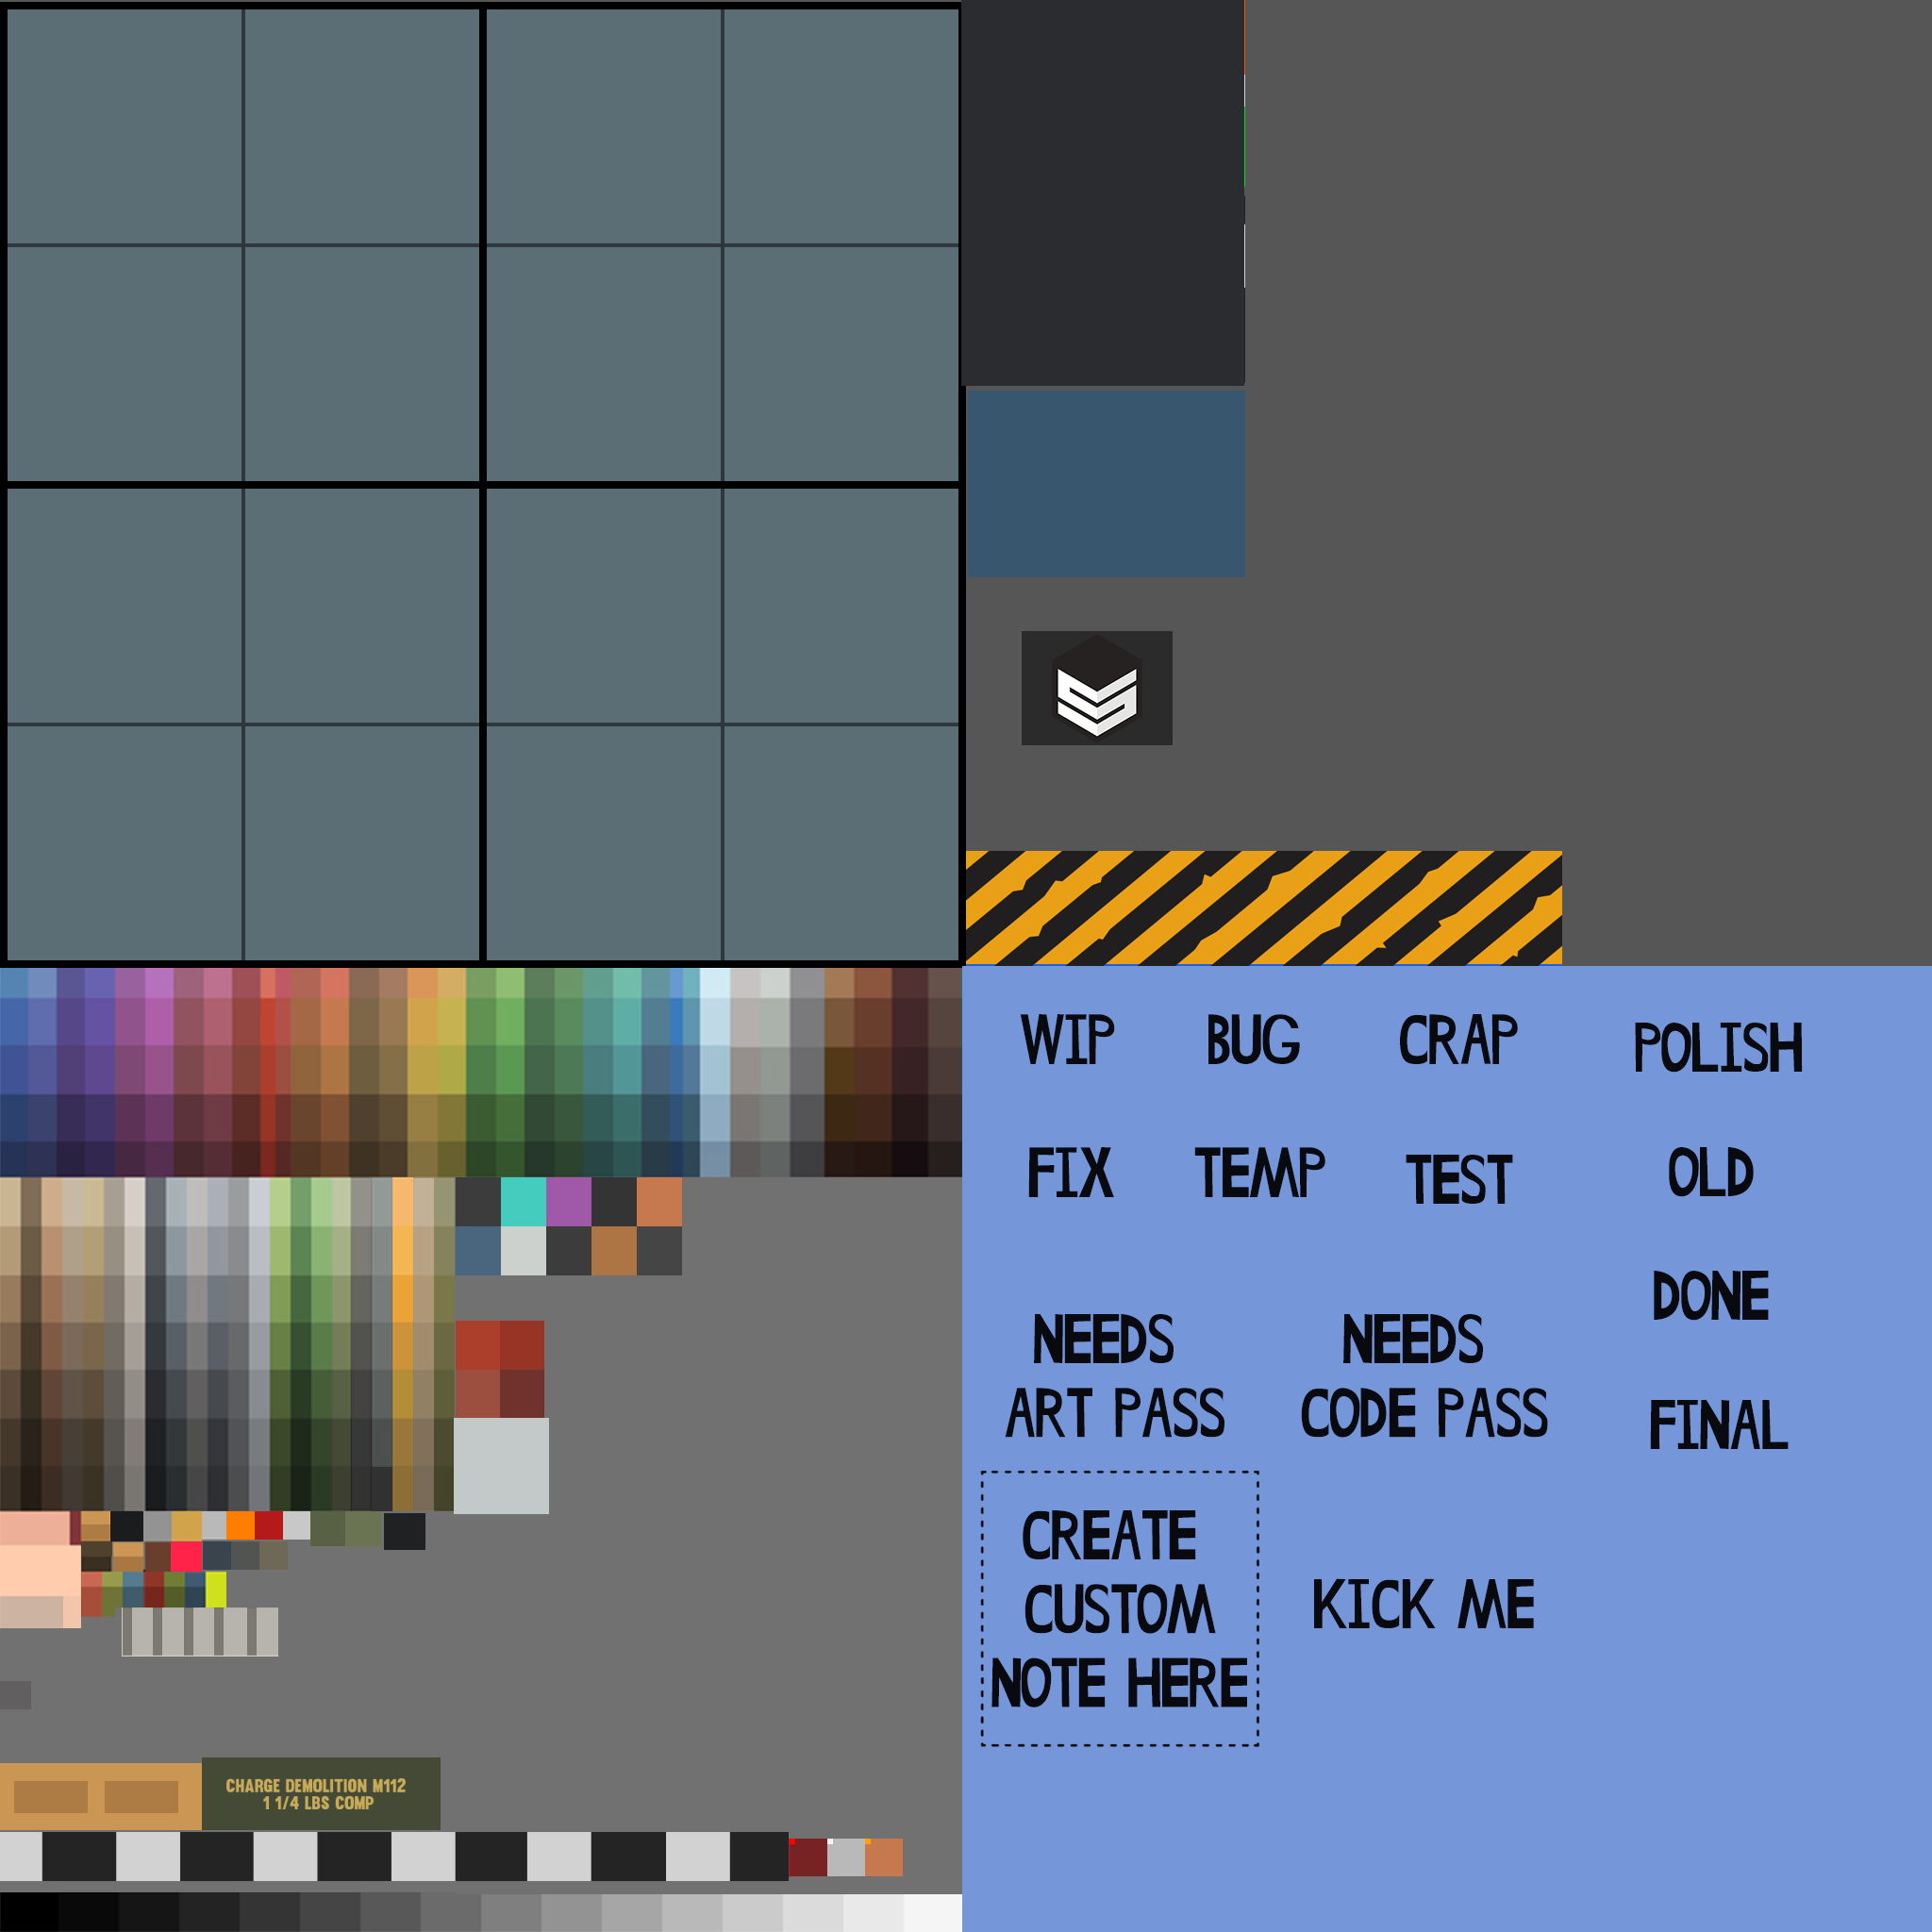 WIP
BUG
CRAP
POLISH
FIX
TEMP
TEST
OLD
DONE
NEEDS
ART PASS
NEEDS
CODE PASS
FINAL
CREATE
CUSTOM
NOTE HERE
KICK ME
CHARGE DEMOLITION M112
1 1/4 LBS COMP